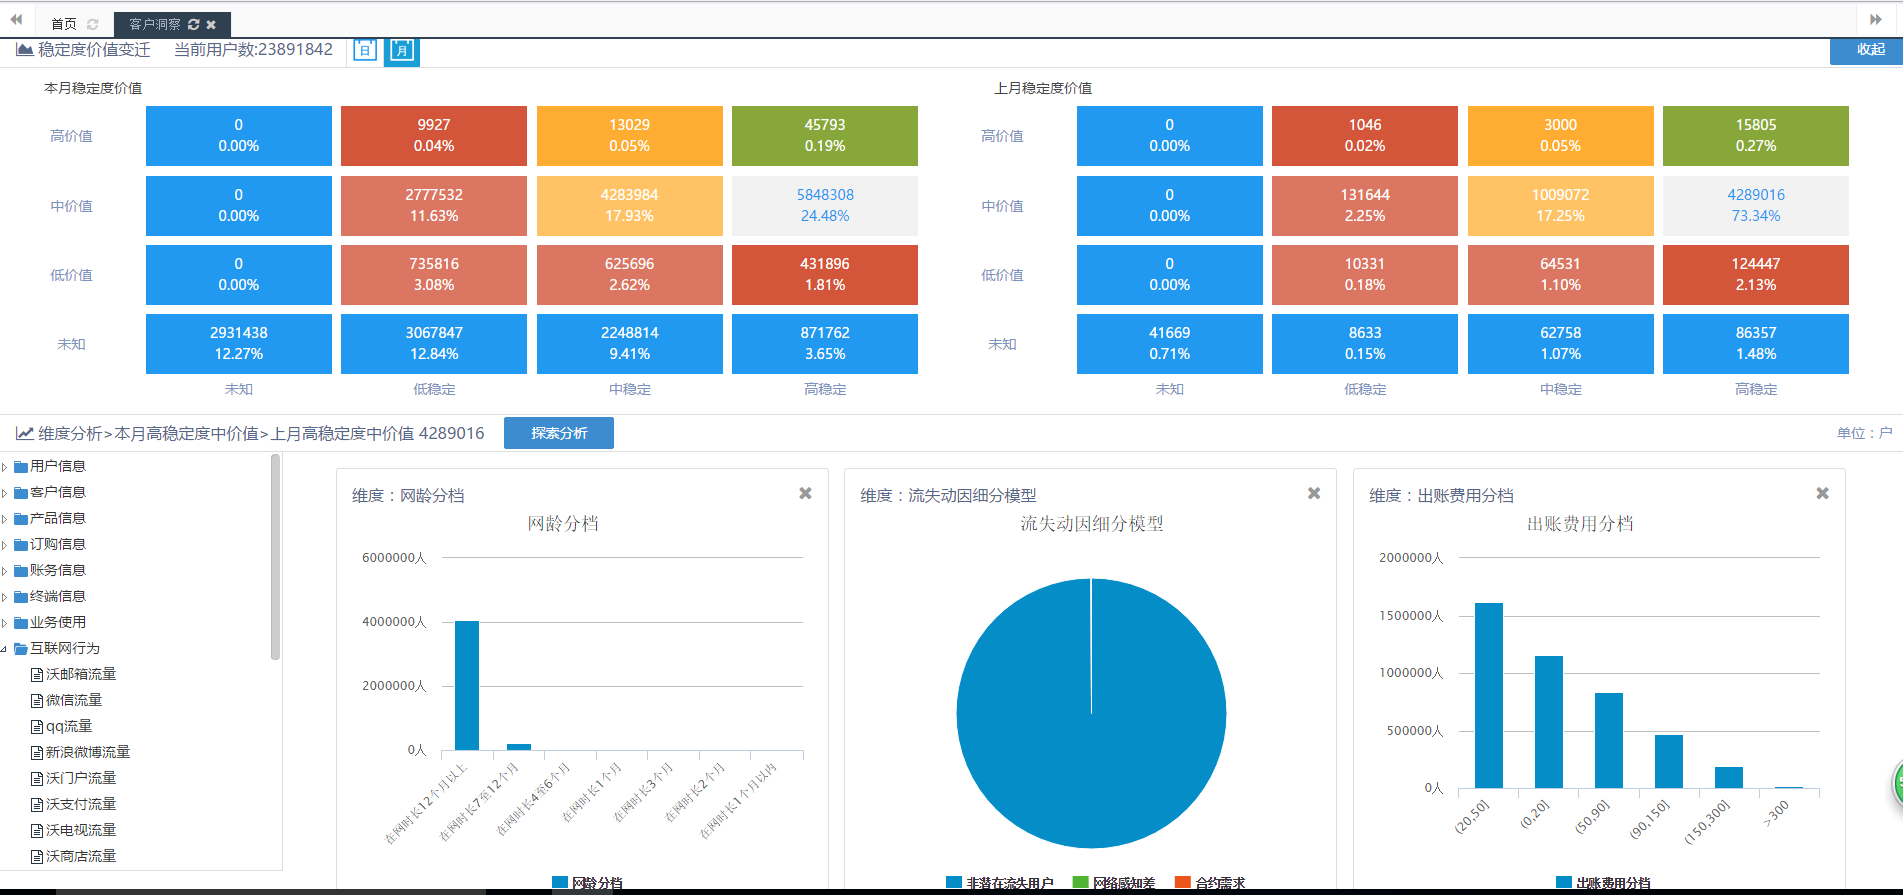 首页 客户洞察
稳定度价值变迁 当前用户数:23891842 日 月 收起
本月稳定度价值 上月稳定度价值
高价值 0 9927 13029 45793 高价值 0 1046 3000 15805
0.00% 0.04% 0.05% 0.19% 0.00% 0.02% 0.05% 0.27%
中价值 0 2777532 4283984 5848308 中价值 0 131644 1009072 4289016
0.00% 11.63% 17.93% 24.48% 0.00% 2.25% 17.25% 73.34%
低价值 0 735816 625696 431896 低价值 0 10331 64531 124447
0.00% 3.08% 2.62% 1.81% 0.00% 0.18% 1.10% 2.13%
未知 2931438 3067847 2248814 871762 未知 41669 8633 62758 86357
12.27% 12.84% 9.41% 3.65% 0.71% 0.15% 1.07% 1.48%
未知 低稳定 中稳定 高稳定 未知 低稳定 中稳定 高稳定
维度分析>本月高稳定度中价值>上月高稳定度中价值 4289016 探索分析 单位：户
用户信息
客户信息
产品信息
订购信息
账务信息
终端信息
业务使用
互联网行为
沃邮箱流量
微信流量
qq流量
新浪微博流量
沃门户流量
沃支付流量
沃电视流量
沃商店流量
维度：网龄分档
网龄分档
6000000人
4000000人
2000000人
0人
在网时长12个月以上
在网时长7至12个月
在网时长4至6个月
在网时长1个月
在网时长3个月
在网时长2个月
在网时长1个月以内
网龄分档
维度：流失动因细分模型
流失动因细分模型
非潜在流失用户 网络感知差 合约需求
维度：出账费用分档
出账费用分档
2000000人
1500000人
1000000人
500000人
0人
(20,50]
(0,20]
(50,90]
(90,150]
(150,300]
>300
出账费用分档